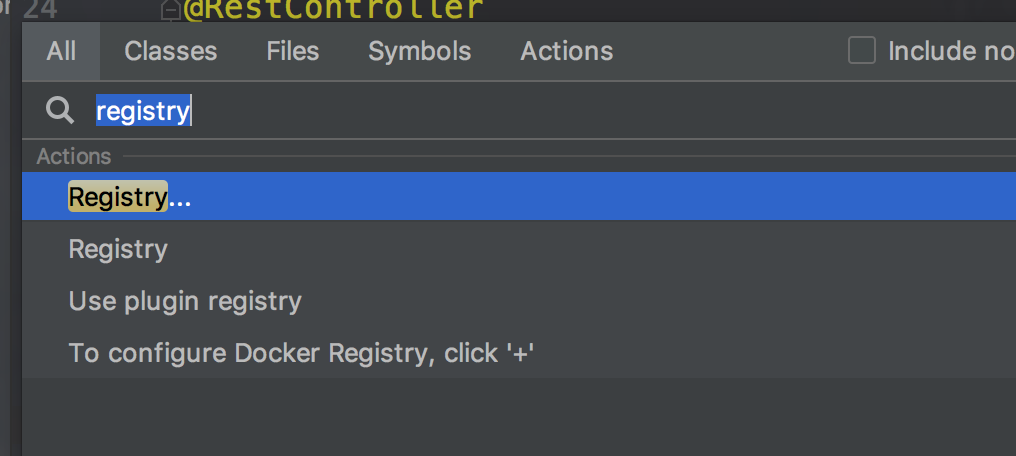 24 @RestController
All Classes Files Symbols Actions Include no
registry
Actions
Registry...
Registry
Use plugin registry
To configure Docker Registry, click '+'